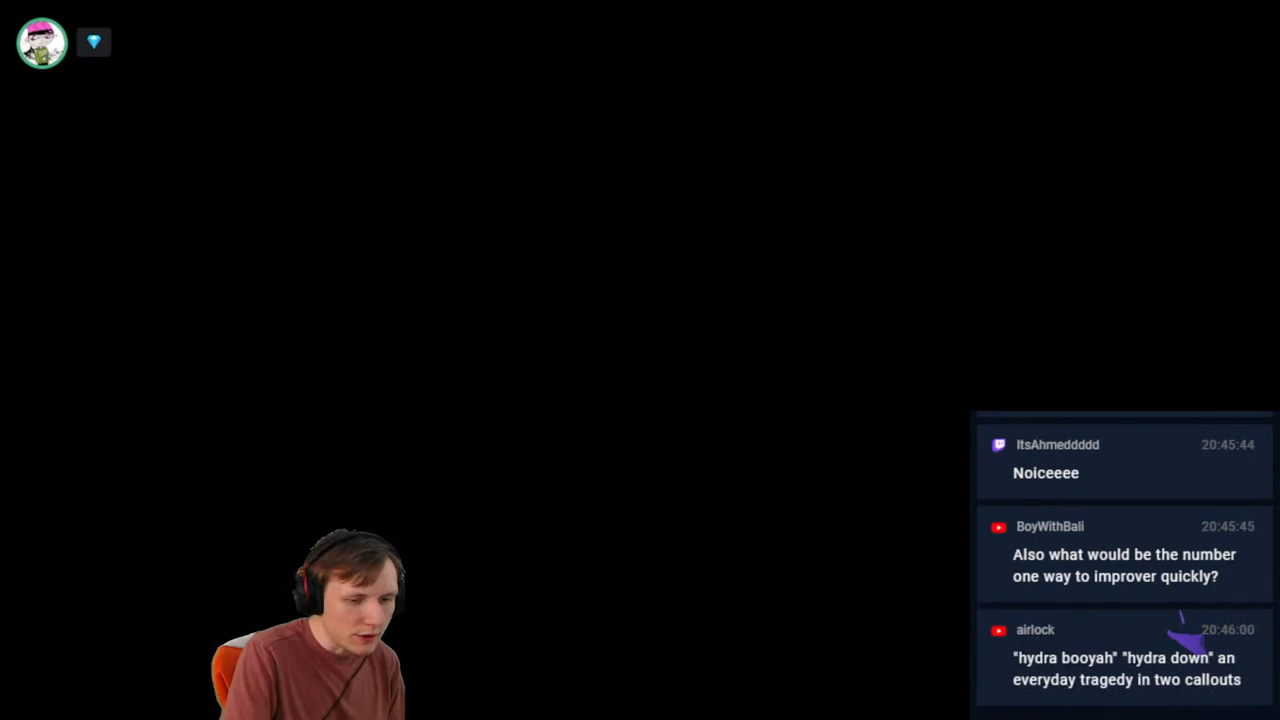 ItsAhmeddddd 20:45:44
Noiceeee
BoyWithBali 20:45:45
Also what would be the number
one way to improver quickly?
airlock 20:46:00
"hydra booyah" "hydra down" an
everyday tragedy in two callouts